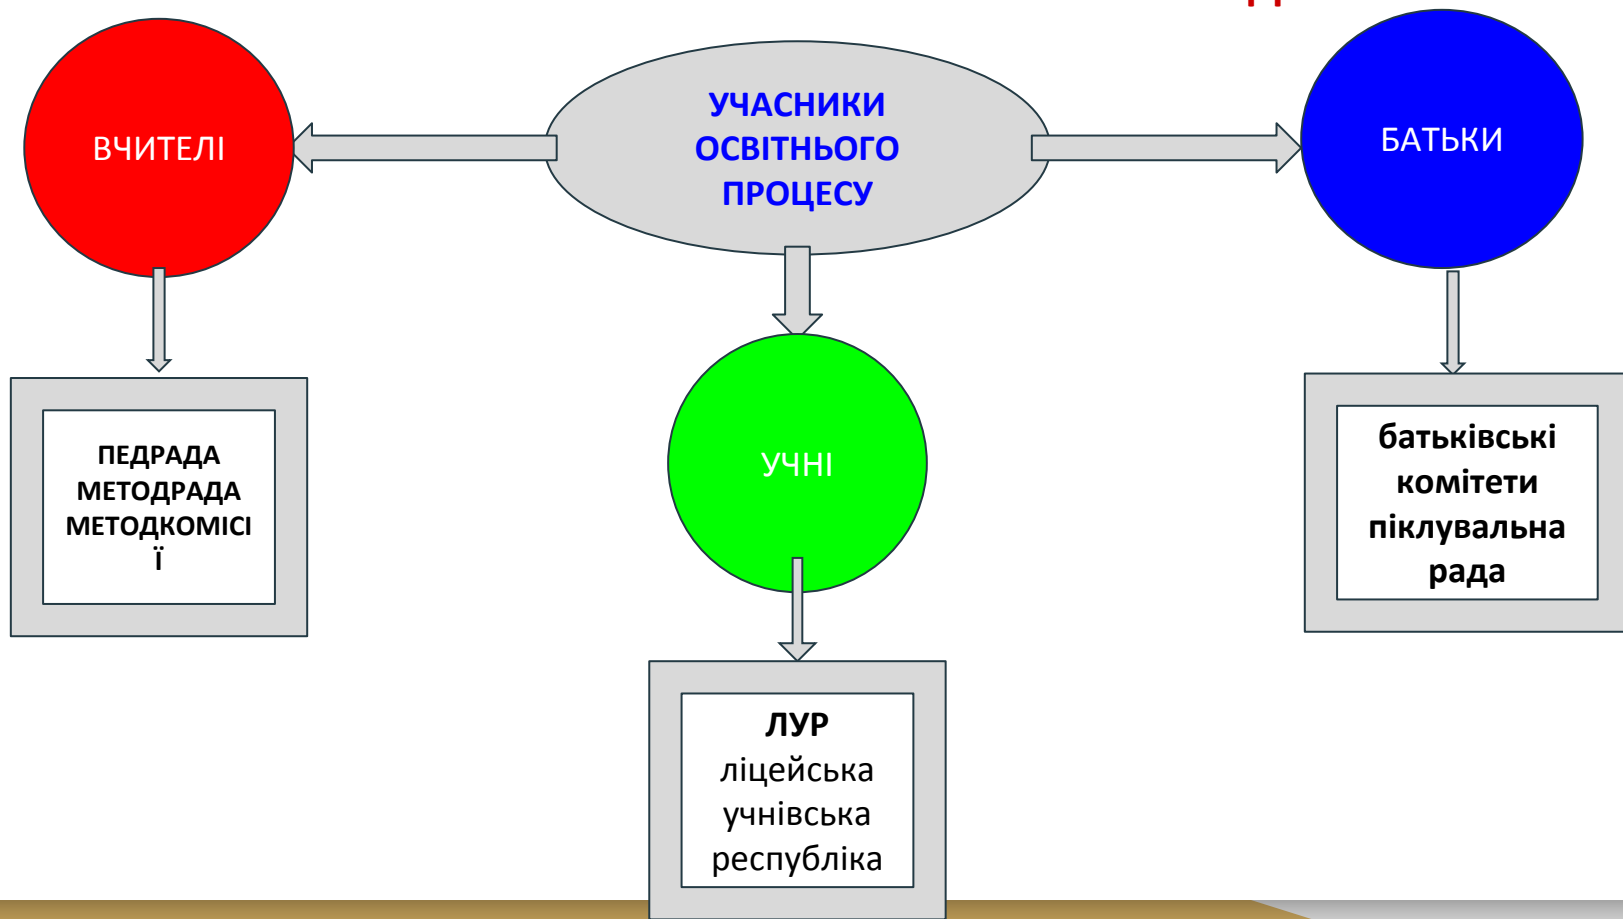 УЧАСНИКИ
ОСВІТНЬОГО
ПРОЦЕСУ
ВЧИТЕЛІ
БАТЬКИ
УЧНІ
ПЕДРАДА
МЕТОДРАДА
МЕТОДКОМІСІ
Ї
батьківські
комітети
піклувальна
рада
ЛУР
ліцейська
учнівська
республіка